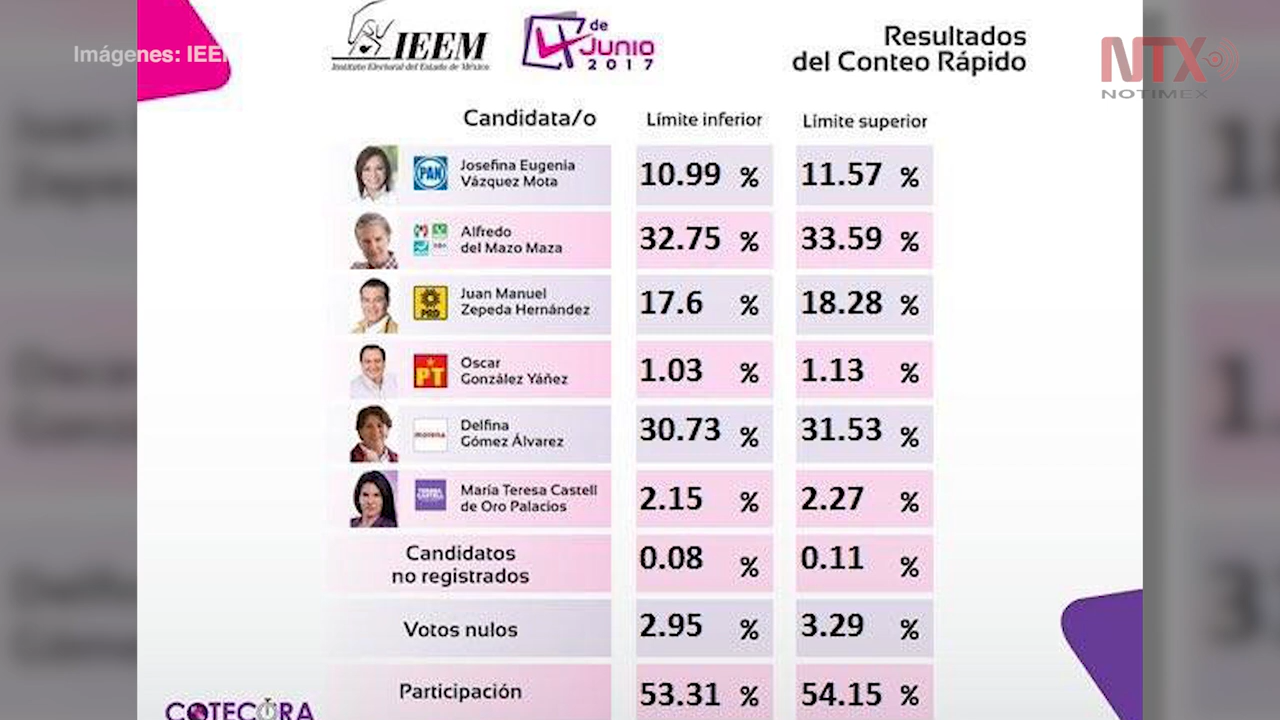 Imágenes: IEE
IEEM
Instituto Electoral del Estado de México
4 de
Junio
2017
Resultados
del Conteo Rápido
NTX
NOTIMEX
Candidata/o Límite inferior Límite superior
PAN Josefina Eugenia
Vázquez Mota 10.99 % 11.57 %
Alfredo
del Mazo Maza 32.75 % 33.59 %
PRD Juan Manuel
Zepeda Hernández 17.6 % 18.28 %
PT Oscar
González Yáñez 1.03 % 1.13 %
morena Delfina
Gómez Álvarez 30.73 % 31.53 %
María Teresa Castell
de Oro Palacios 2.15 % 2.27 %
Candidatos
no registrados 0.08 % 0.11 %
Votos nulos 2.95 % 3.29 %
Participación 53.31 % 54.15 %
COTECORA